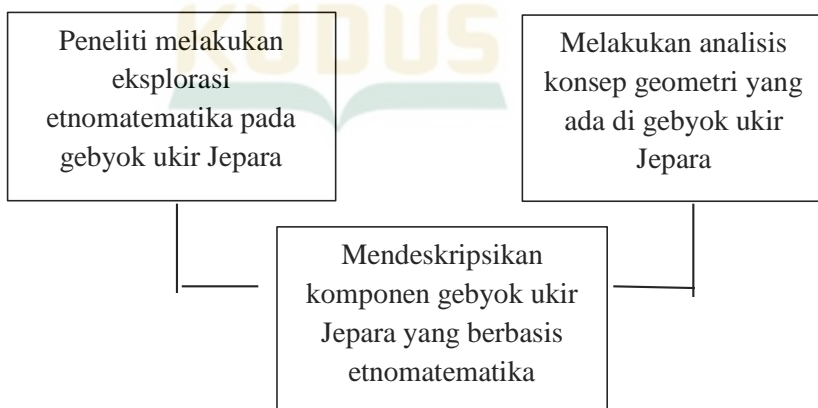 KUDUS
Peneliti melakukan
eksplorasi
etnomatematika pada
gebyok ukir Jepara
Melakukan analisis
konsep geometri yang
ada di gebyok ukir
Jepara
Mendeskripsikan
komponen gebyok ukir
Jepara yang berbasis
etnomatematika